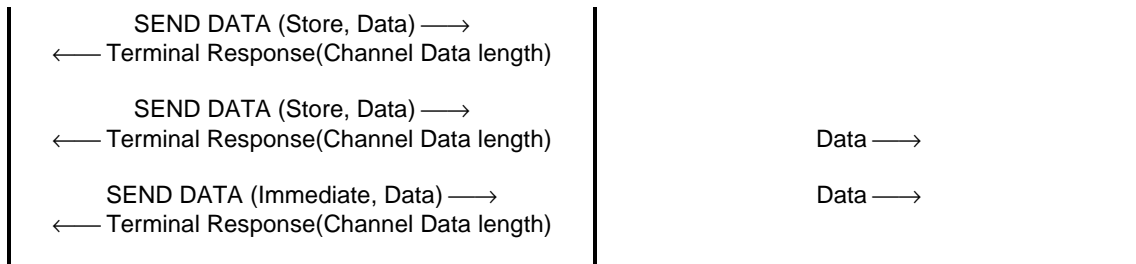 SEND DATA (Store, Data) ⟶
⟵ Terminal Response(Channel Data length)
SEND DATA (Store, Data) ⟶
⟵ Terminal Response(Channel Data length) Data ⟶
SEND DATA (Immediate, Data) ⟶ Data ⟶
⟵ Terminal Response(Channel Data length)